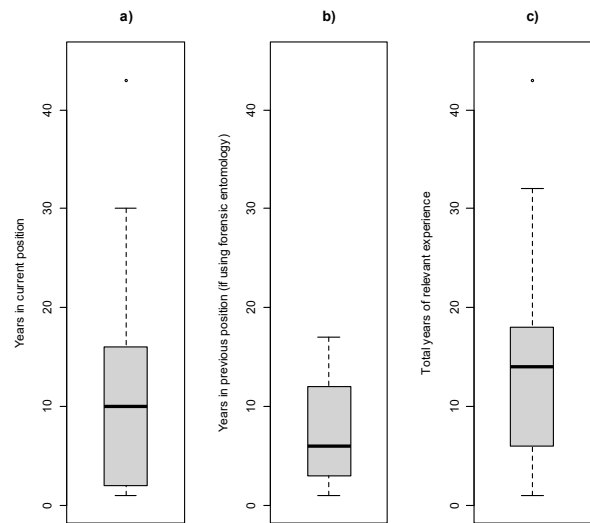 a)
Years in current position
0
10
20
30
40
b)
Years in previous position (if using forensic entomology)
0
10
20
30
40
c)
Total years of relevant experience
0
10
20
30
40